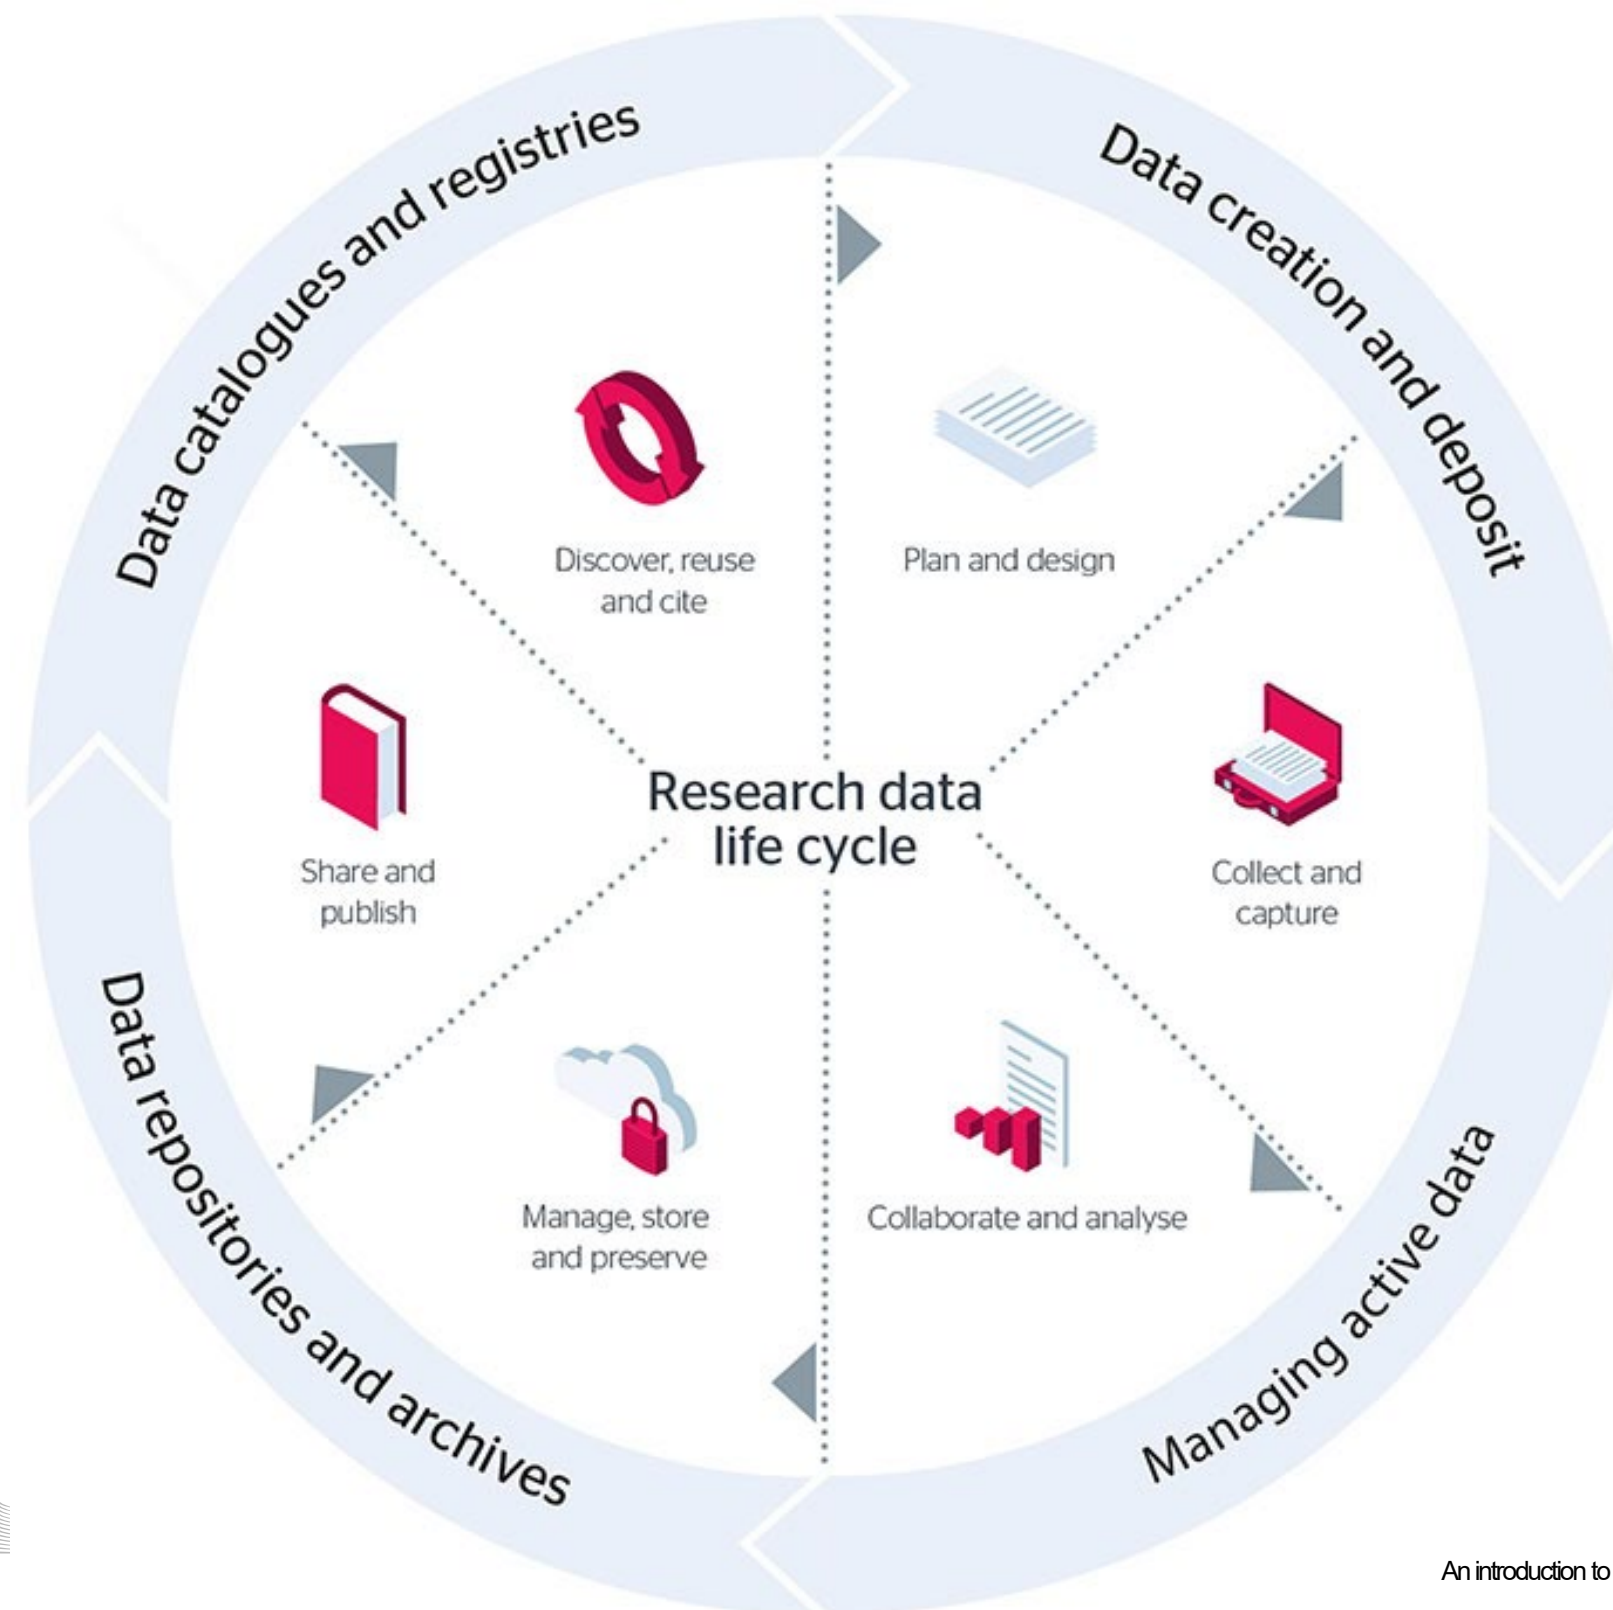 Data catalogues and registries
Data creation and deposit
Discover, reuse
and cite
Plan and design
Share and
publish
Research data
life cycle
Collect and
capture
Manage, store
and preserve
Collaborate and analyse
Data repositories and archives
Managing active data
An introduction to